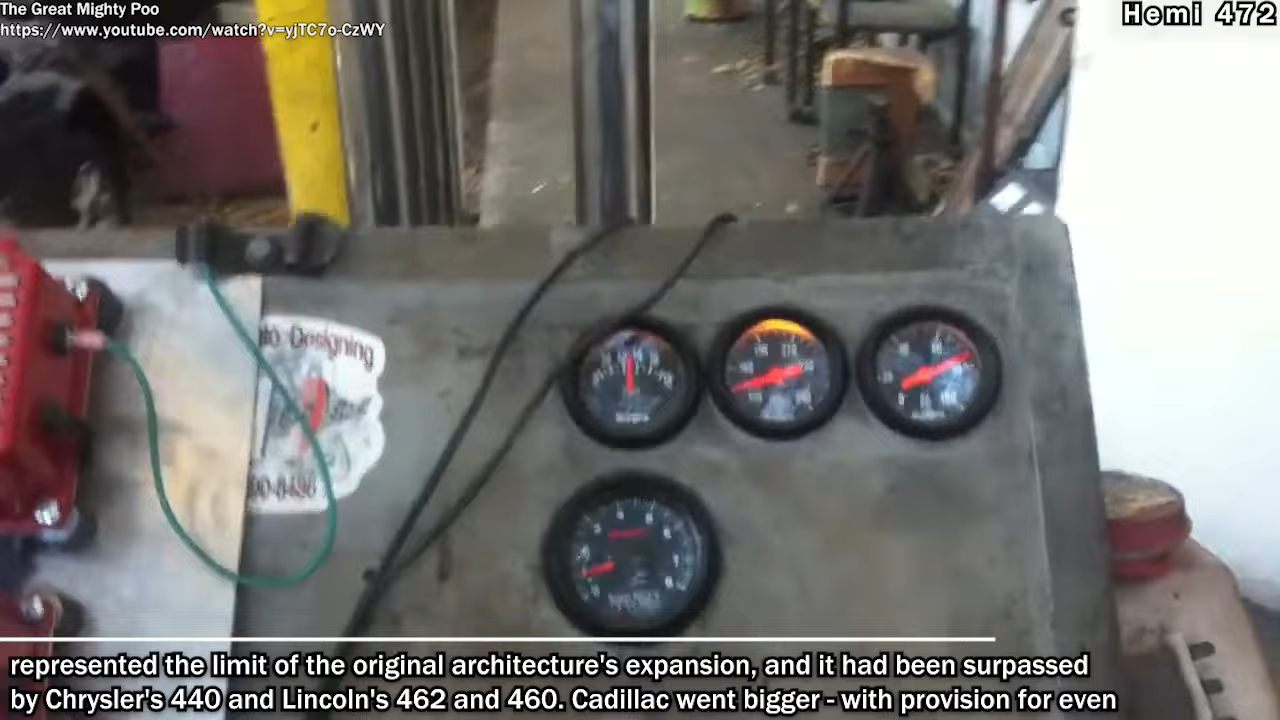 The Great Mighty Poo
https://www.youtube.com/watch?v=yjTC7o-CzWY
Hemi 472
Designing
represented the limit of the original architecture's expansion, and it had been surpassed
by Chrysler's 440 and Lincoln's 462 and 460. Cadillac went bigger - with provision for even